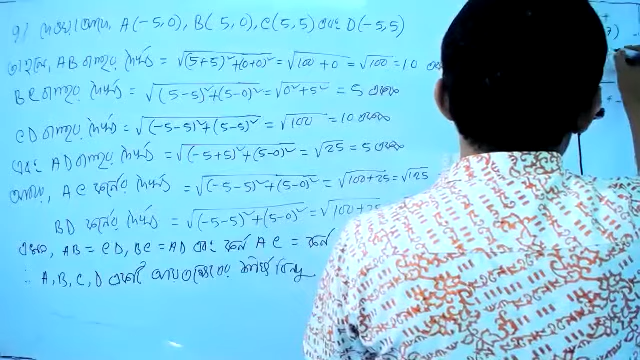 ৭। দেওয়া আছে, A(-5,0), B(5,0), C(5,5) এবং D(-5,5)
তাহলে, AB বাহুর দৈর্ঘ্য = √(5+5)²+(0+0)² = √100+0 = √100 = 10 একক
BC বাহুর দৈর্ঘ্য = √(5-5)²+(5-0)² = √0²+5² = 5 একক
CD বাহুর দৈর্ঘ্য = √(-5-5)²+(5-5)² = √100 = 10 একক
এবং AD বাহুর দৈর্ঘ্য = √(-5+5)²+(5-0)² = √25 = 5 একক
আবার, AC কর্ণের দৈর্ঘ্য = √(-5-5)²+(5-0)² = √100+25 = √125
BD কর্ণের দৈর্ঘ্য = √(-5-5)²+(5-0)² = √100+25
এখন, AB = CD, BC = AD এবং কর্ণ AC = কর্ণ
∴ A, B, C, D একটি আয়তক্ষেত্রের শীর্ষ বিন্দু